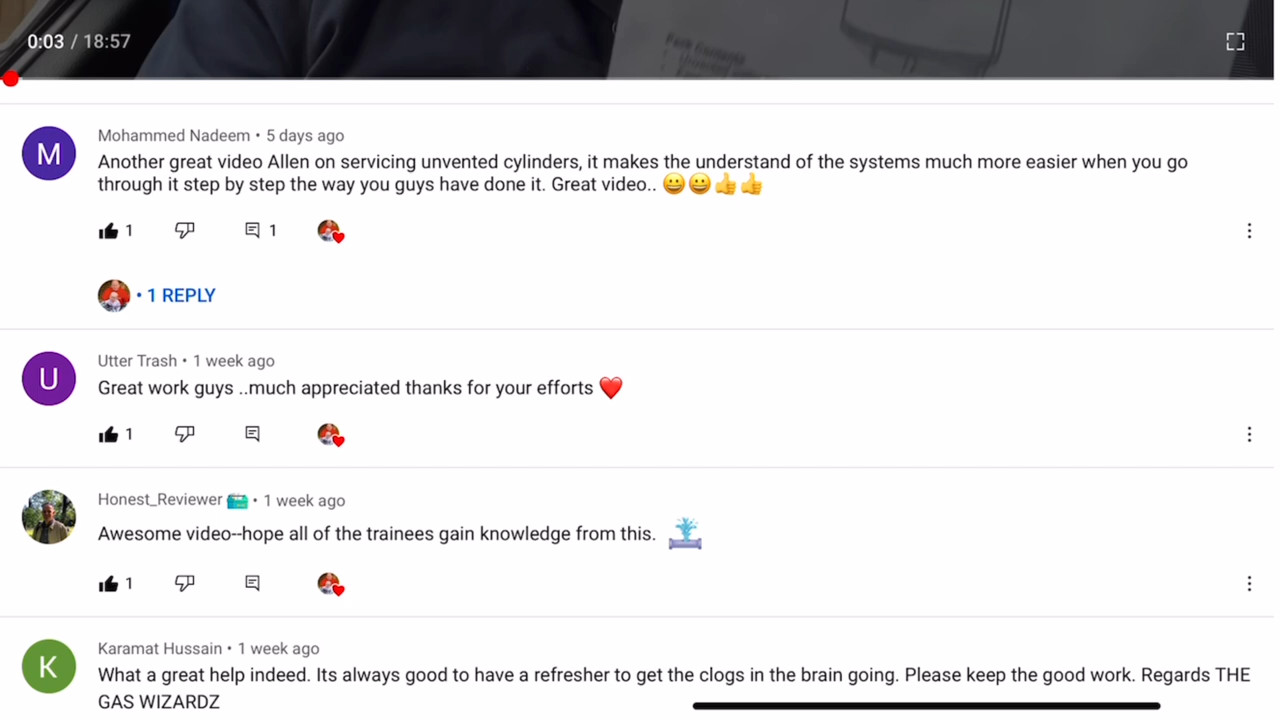 0:03 / 18:57
M
Mohammed Nadeem • 5 days ago
Another great video Allen on servicing unvented cylinders, it makes the understand of the systems much more easier when you go
through it step by step the way you guys have done it. Great video.. 😀😀👍👍
1
1
• 1 REPLY
U
Utter Trash • 1 week ago
Great work guys ..much appreciated thanks for your efforts ❤️
1
Honest_Reviewer • 1 week ago
Awesome video--hope all of the trainees gain knowledge from this.
1
K
Karamat Hussain • 1 week ago
What a great help indeed. Its always good to have a refresher to get the clogs in the brain going. Please keep the good work. Regards THE
GAS WIZARDZ